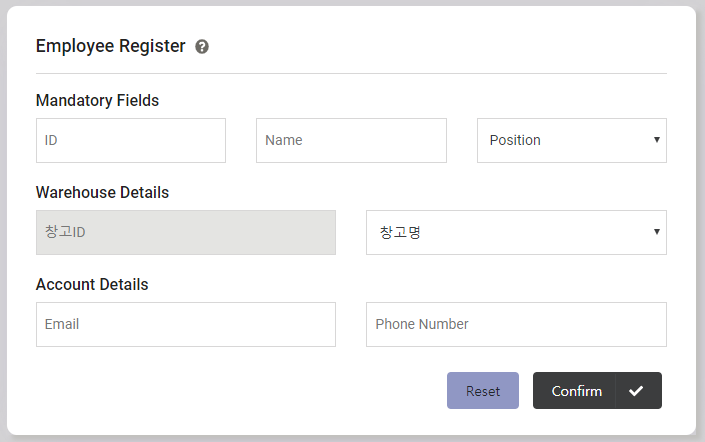 Employee Register ?
Mandatory Fields
ID Name Position
Warehouse Details
창고ID 창고명
Account Details
Email Phone Number
Reset Confirm